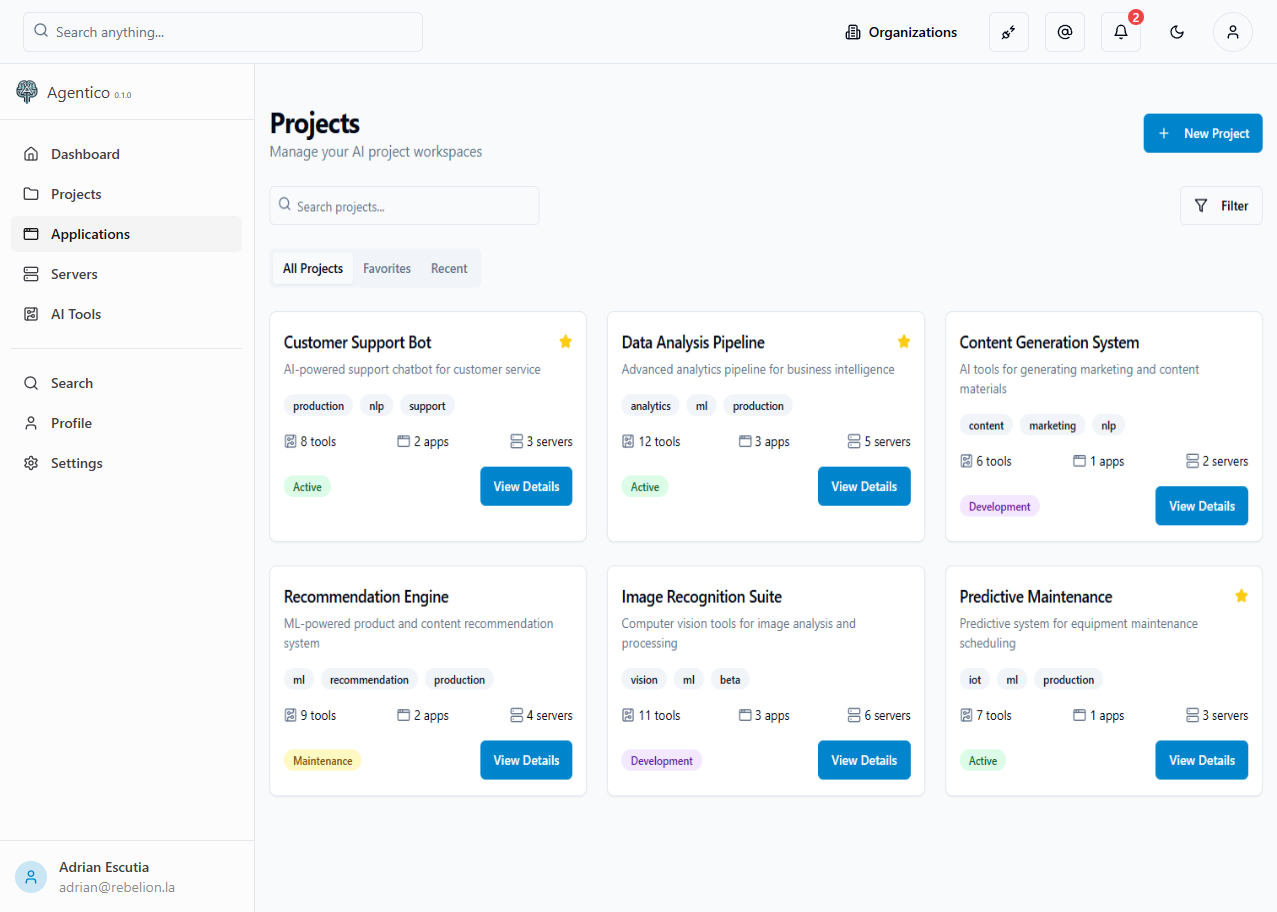 Search anything...
Organizations
2
Agentico 0.1.0
Dashboard
Projects
Applications
Servers
AI Tools
Search
Profile
Settings
Adrian Escutia
adrian@rebelion.la
Projects
Manage your AI project workspaces
New Project
Search projects...
Filter
All Projects Favorites Recent
Customer Support Bot
AI-powered support chatbot for customer service
production nlp support
8 tools 2 apps 3 servers
Active View Details
Data Analysis Pipeline
Advanced analytics pipeline for business intelligence
analytics ml production
12 tools 3 apps 5 servers
Active View Details
Content Generation System
AI tools for generating marketing and content
materials
content marketing nlp
6 tools 1 apps 2 servers
Development View Details
Recommendation Engine
ML-powered product and content recommendation
system
ml recommendation production
9 tools 2 apps 4 servers
Maintenance View Details
Image Recognition Suite
Computer vision tools for image analysis and
processing
vision ml beta
11 tools 3 apps 6 servers
Development View Details
Predictive Maintenance
Predictive system for equipment maintenance
scheduling
iot ml production
7 tools 1 apps 3 servers
Active View Details